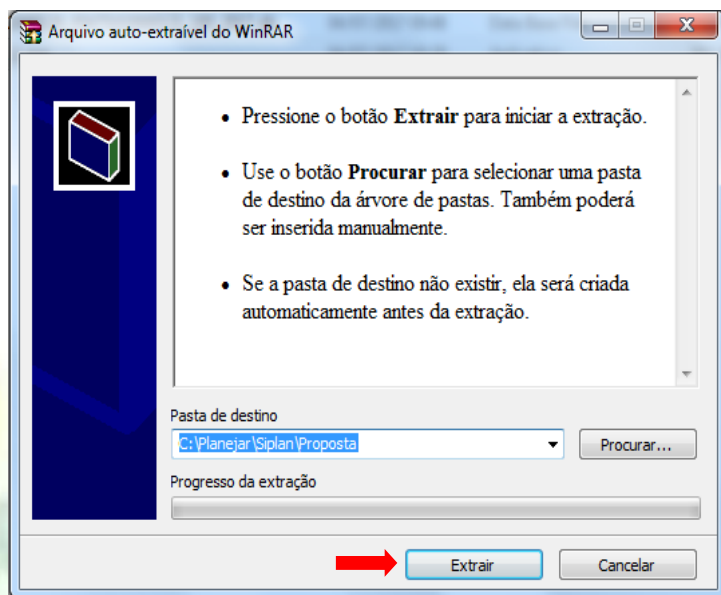 Arquivo auto-extraível do WinRAR
• Pressione o botão Extrair para iniciar a extração.
• Use o botão Procurar para selecionar uma pasta
de destino da árvore de pastas. Também poderá
ser inserida manualmente.
• Se a pasta de destino não existir, ela será criada
automaticamente antes da extração.
Pasta de destino
C:\Planejar\Siplan\Proposta
Procurar...
Progresso da extração
Extrair
Cancelar